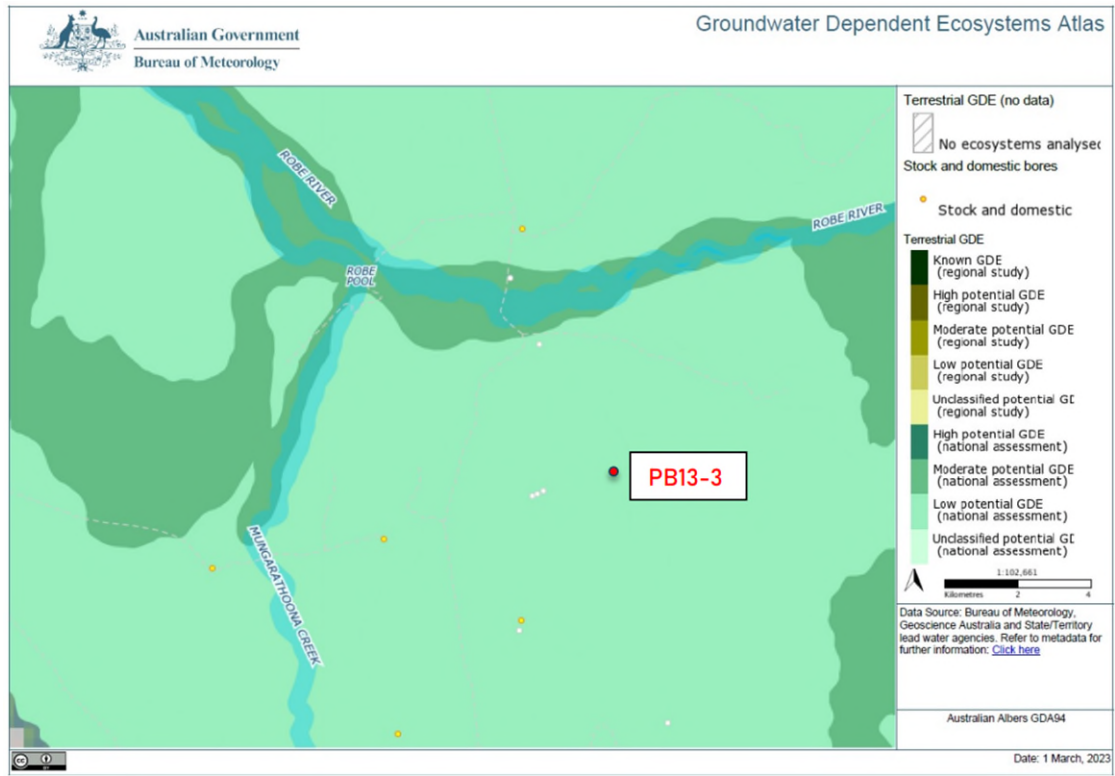 Australian Government
Bureau of Meteorology
Groundwater Dependent Ecosystems Atlas
ROBE RIVER
ROBE RIVER
ROBE
POOL
PB13-3
MUNGARATHOONA CREEK
Terrestrial GDE (no data)
No ecosystems analysec
Stock and domestic bores
Stock and domestic
Terrestrial GDE
Known GDE
(regional study)
High potential GDE
(regional study)
Moderate potential GDE
(regional study)
Low potential GDE
(regional study)
Unclassified potential GD
(regional study)
High potential GDE
(national assessment)
Moderate potential GDE
(national assessment)
Low potential GDE
(national assessment)
Unclassified potential GD
(national assessment)
1:102,661
Kilometres 2 4
Data Source: Bureau of Meteorology,
Geoscience Australia and State/Territory
lead water agencies. Refer to metadata for
further information: Click here
Australian Albers GDA94
Date: 1 March, 2023
cc
BY